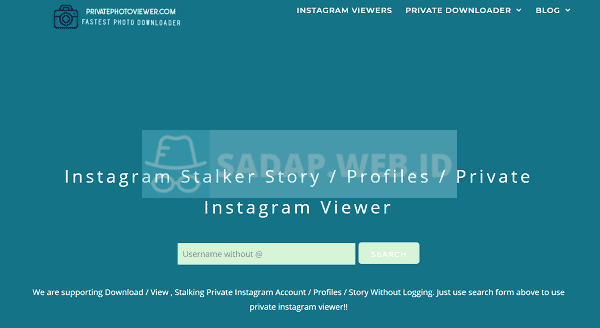 PRIVATEPHOTOVIEWER.COM
FASTEST PHOTO DOWNLOADER
INSTAGRAM VIEWERS PRIVATE DOWNLOADER BLOG
SADAP.WEB.ID
Instagram Stalker Story / Profiles / Private
Instagram Viewer
Username without @ SEARCH
We are supporting Download / View , Stalking Private Instagram Account / Profiles / Story Without Logging. Just use search form above to use
private instagram viewer!!